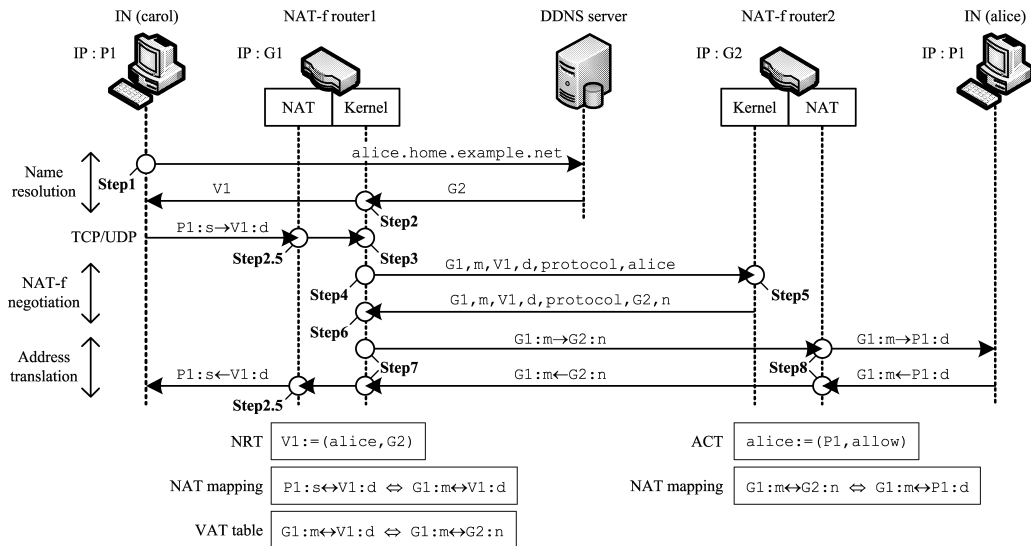 IN (carol) NAT-f router1 DDNS server NAT-f router2 IN (alice)
IP : P1 IP : G1 IP : G2 IP : P1
NAT Kernel Kernel NAT
alice.home.example.net
Name
resolution
Step1
V1 G2
Step2
TCP/UDP P1:s→V1:d
Step2.5 Step3
NAT-f
negotiation
G1,m,V1,d,protocol,alice
Step4 Step5
G1,m,V1,d,protocol,G2,n
Step6
Address
translation
G1:m→G2:n G1:m→P1:d
Step7 Step8
P1:s←V1:d G1:m←G2:n G1:m←P1:d
Step2.5
NRT V1:=(alice,G2) ACT alice:=(P1,allow)
NAT mapping P1:s↔V1:d ⇔ G1:m↔V1:d NAT mapping G1:m↔G2:n ⇔ G1:m↔P1:d
VAT table G1:m↔V1:d ⇔ G1:m↔G2:n